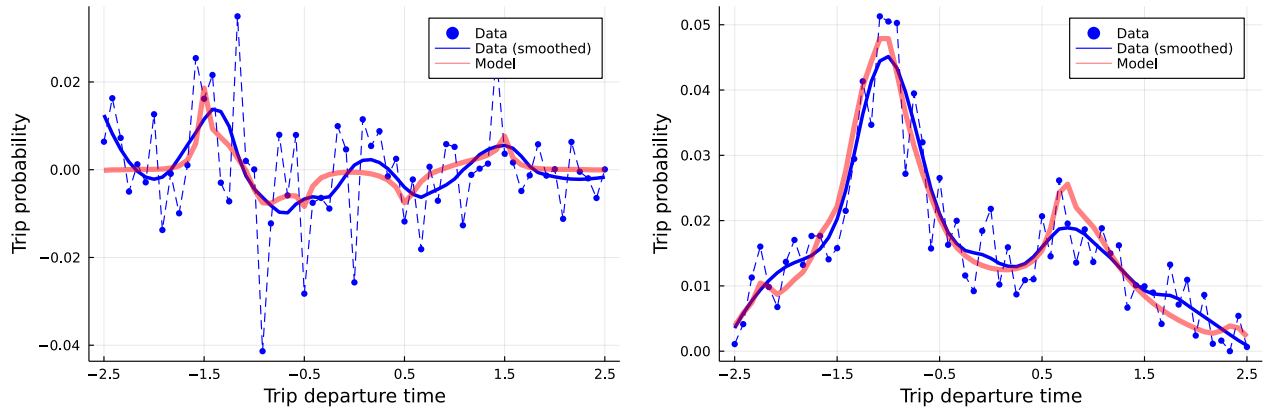 Trip probability
0.02
0.00
−0.02
−0.04
Data
Data (smoothed)
Model
−2.5
−1.5
−0.5
0.5
1.5
2.5
Trip departure time
Trip probability
0.05
0.04
0.03
0.02
0.01
0.00
Data
Data (smoothed)
Model
−2.5
−1.5
−0.5
0.5
1.5
2.5
Trip departure time